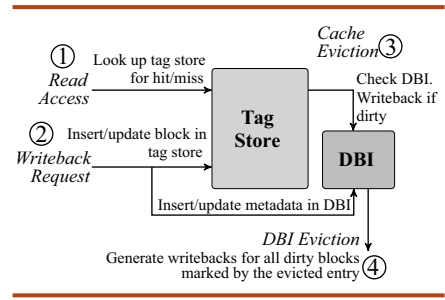 ① Look up tag store
Read for hit/miss
Access
Cache
Eviction ③
Check DBI.
Writeback if
dirty
Tag
Store
② Insert/update block in
Writeback tag store
Request
DBI
Insert/update metadata in DBI
DBI Eviction
Generate writebacks for all dirty blocks
marked by the evicted entry ④